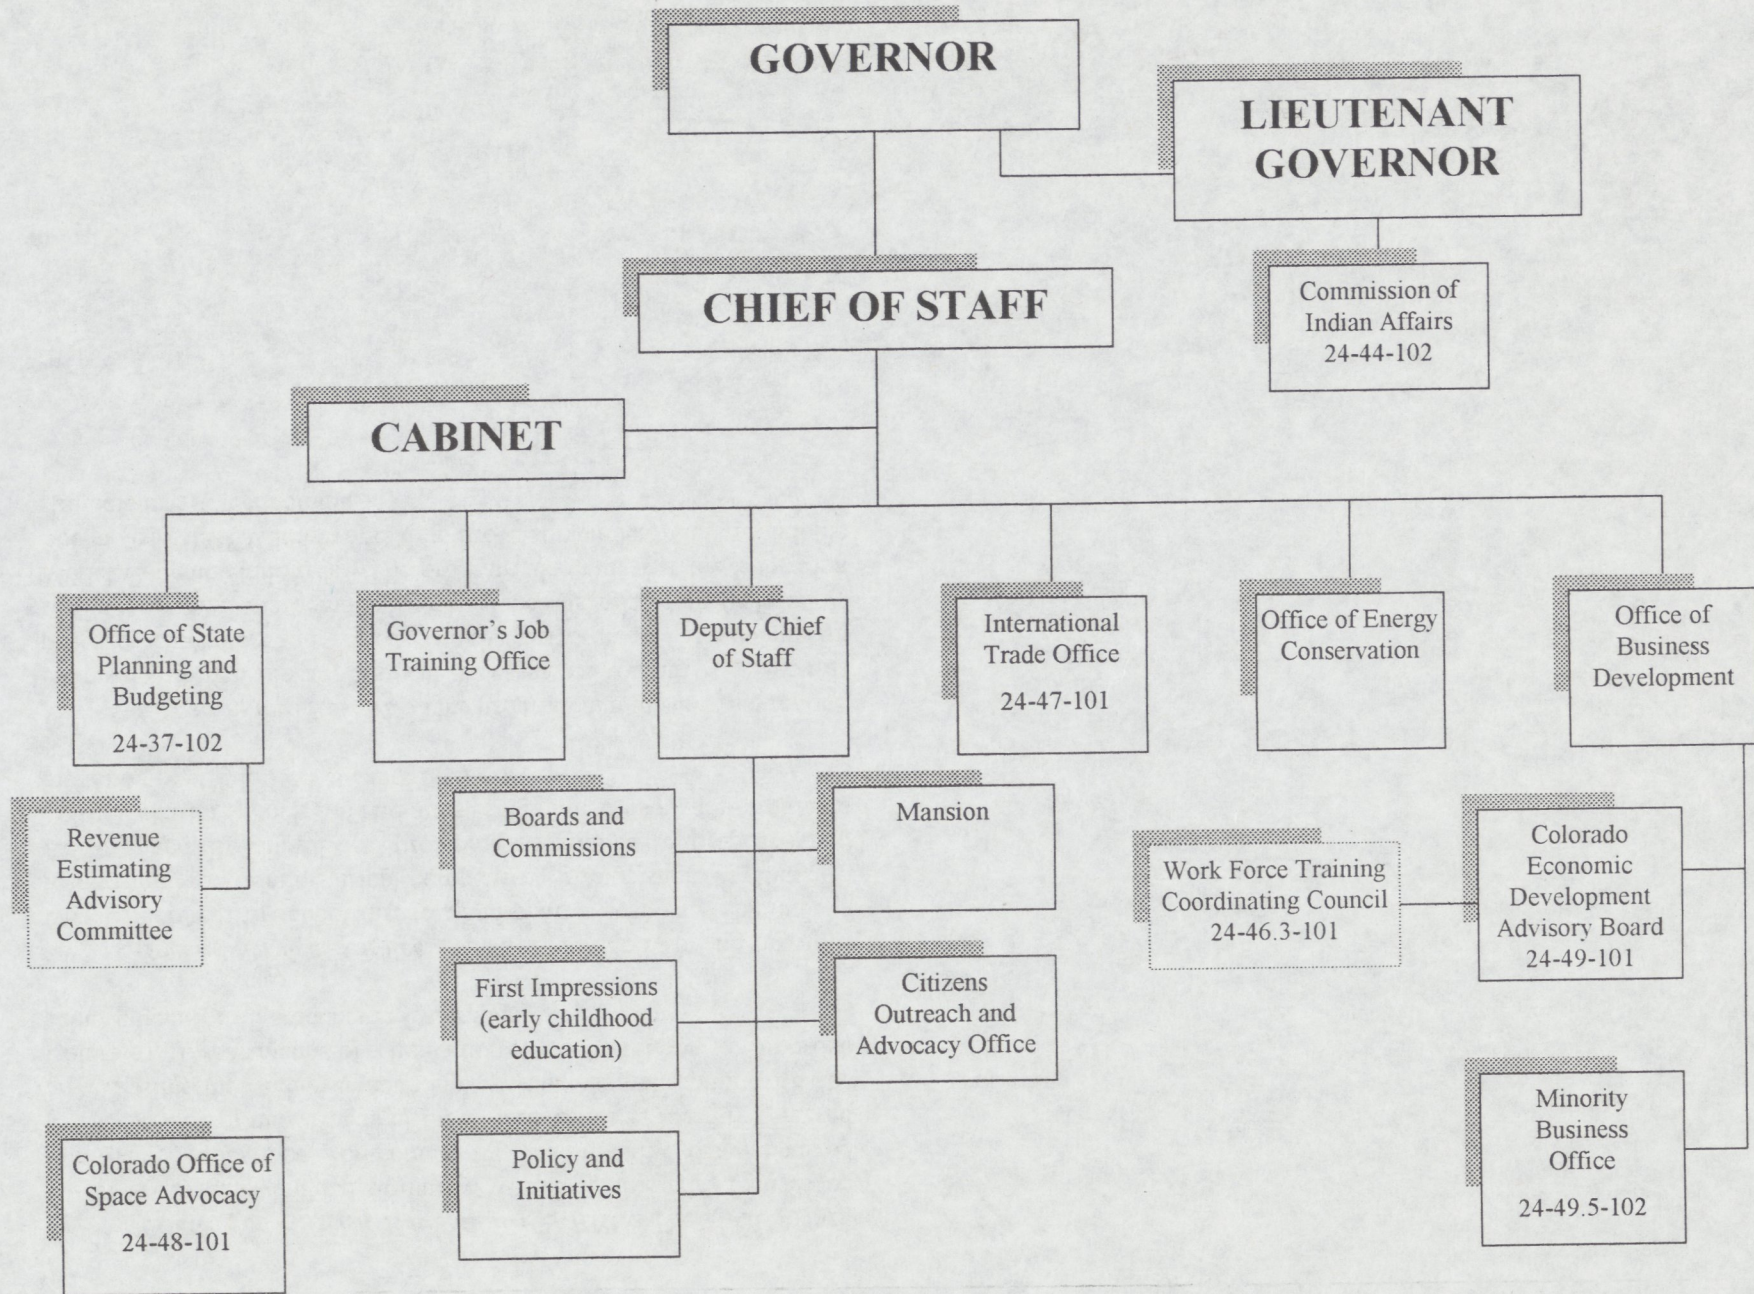 GOVERNOR
LIEUTENANT
GOVERNOR
CHIEF OF STAFF
Commission of
Indian Affairs
24-44-102
CABINET
Office of State
Planning and
Budgeting
24-37-102
Governor's Job
Training Office
Deputy Chief
of Staff
International
Trade Office
24-47-101
Office of Energy
Conservation
Office of
Business
Development
Revenue
Estimating
Advisory
Committee
Boards and
Commissions
Mansion
Work Force Training
Coordinating Council
24-46.3-101
Colorado
Economic
Development
Advisory Board
24-49-101
First Impressions
(early childhood
education)
Citizens
Outreach and
Advocacy Office
Colorado Office of
Space Advocacy
24-48-101
Policy and
Initiatives
Minority
Business
Office
24-49.5-102